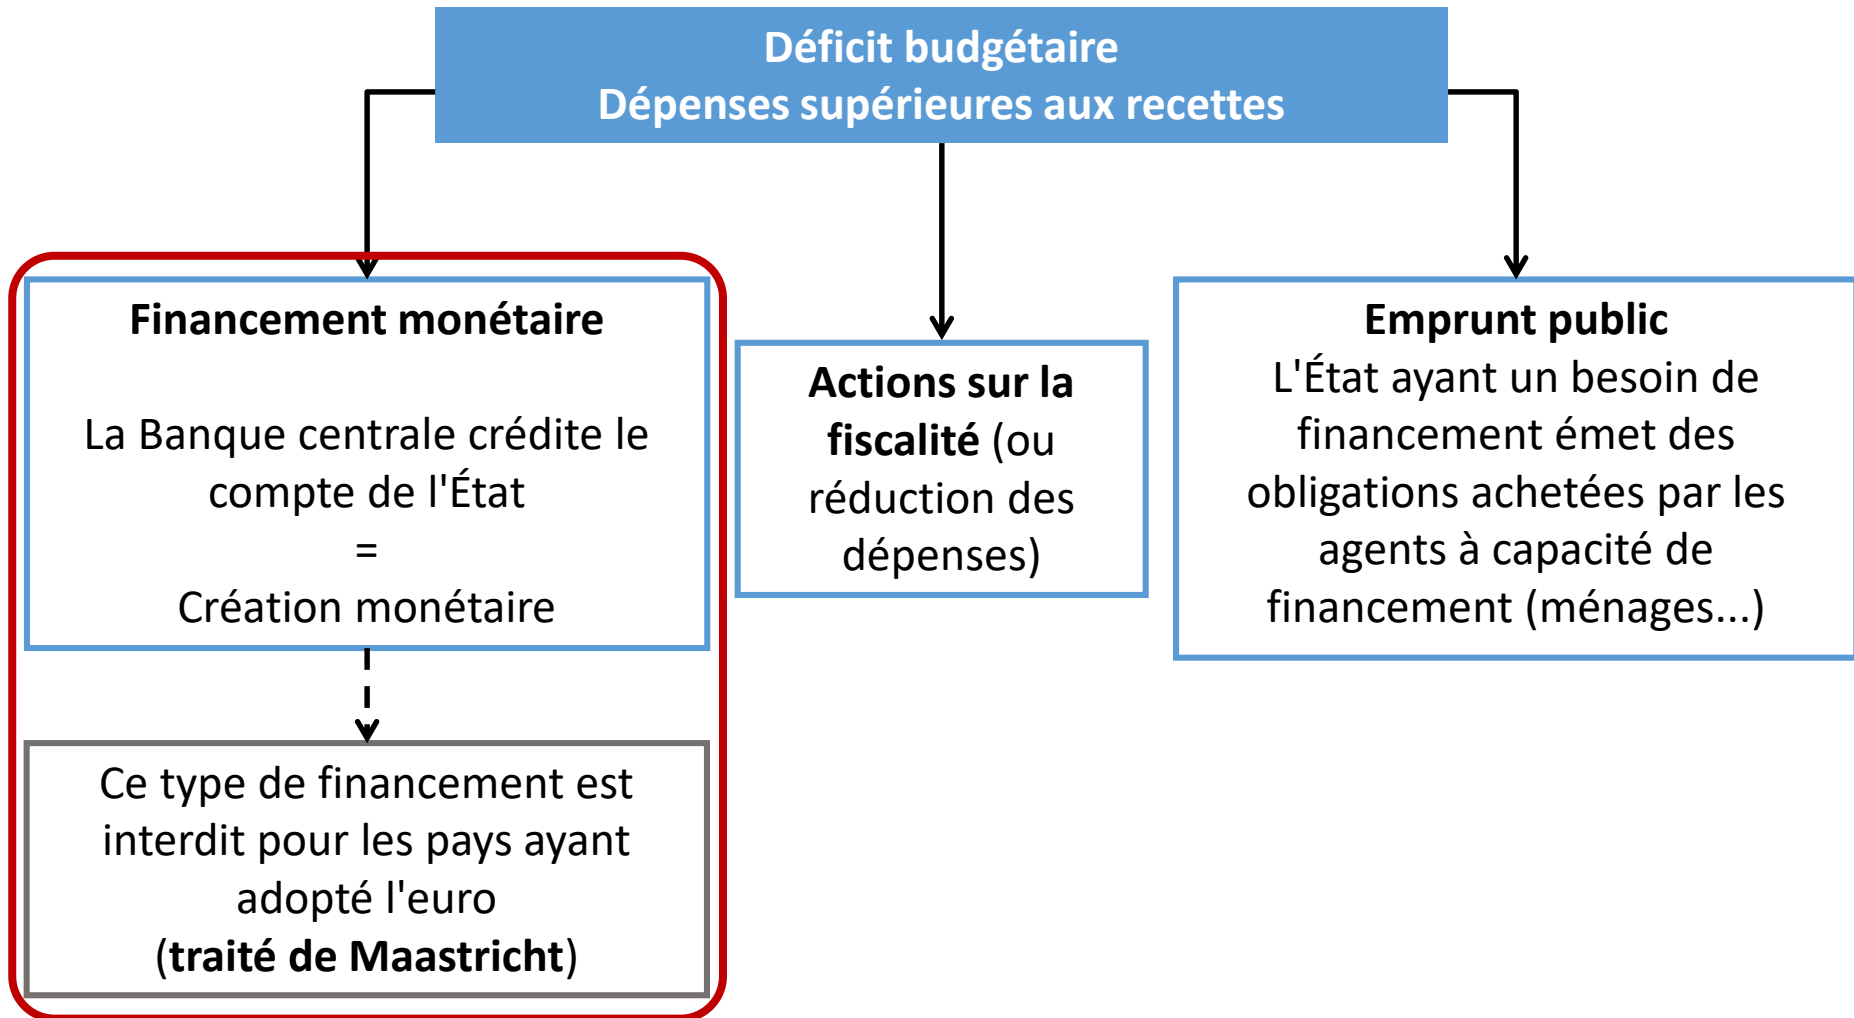 Déficit budgétaire
Dépenses supérieures aux recettes
Financement monétaire
La Banque centrale crédite le
compte de l'État
=
Création monétaire
Ce type de financement est
interdit pour les pays ayant
adopté l'euro
(traité de Maastricht)
Actions sur la
fiscalité (ou
réduction des
dépenses)
Emprunt public
L'État ayant un besoin de
financement émet des
obligations achetées par les
agents à capacité de
financement (ménages...)